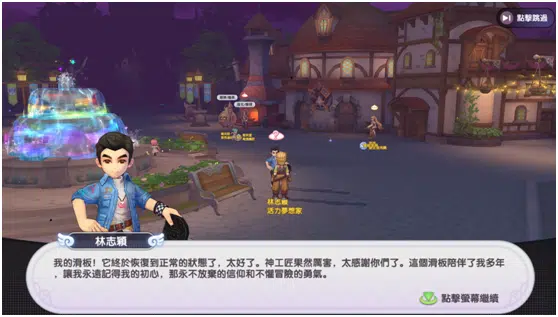 點擊跳過
林志穎
活力夢想家
林志穎
我的滑板！它終於恢復到正常的狀態了，太好了。神工匠果然厲害，太感謝你們了。這個滑板陪伴了我多年
，讓我永遠記得我的初心，那永不放棄的信仰和不懼冒險的勇氣。
點擊螢幕繼續